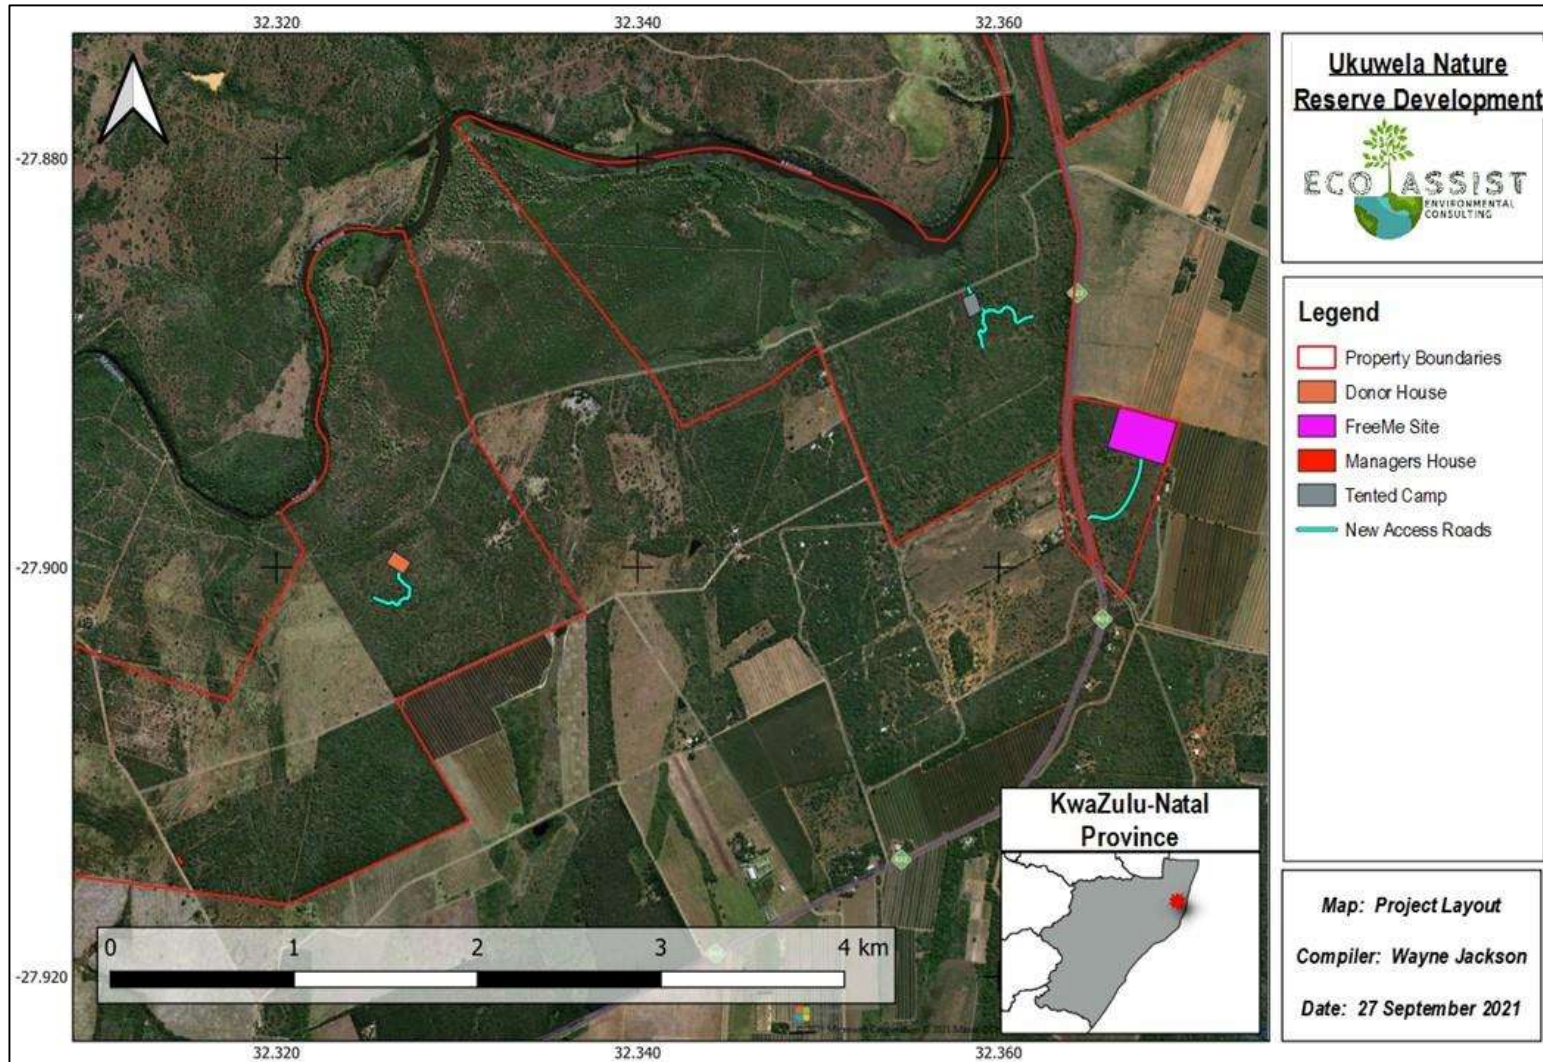 32.320 32.340 32.360
-27.880
-27.900
-27.920
Ukuwela Nature
Reserve Development
ECO ASSIST
ENVIRONMENTAL
CONSULTING
Legend
Property Boundaries
Donor House
FreeMe Site
Managers House
Tented Camp
New Access Roads
KwaZulu-Natal
Province
0 1 2 3 4 km
Map: Project Layout
Compiler: Wayne Jackson
Date: 27 September 2021
32.320 32.340 32.360